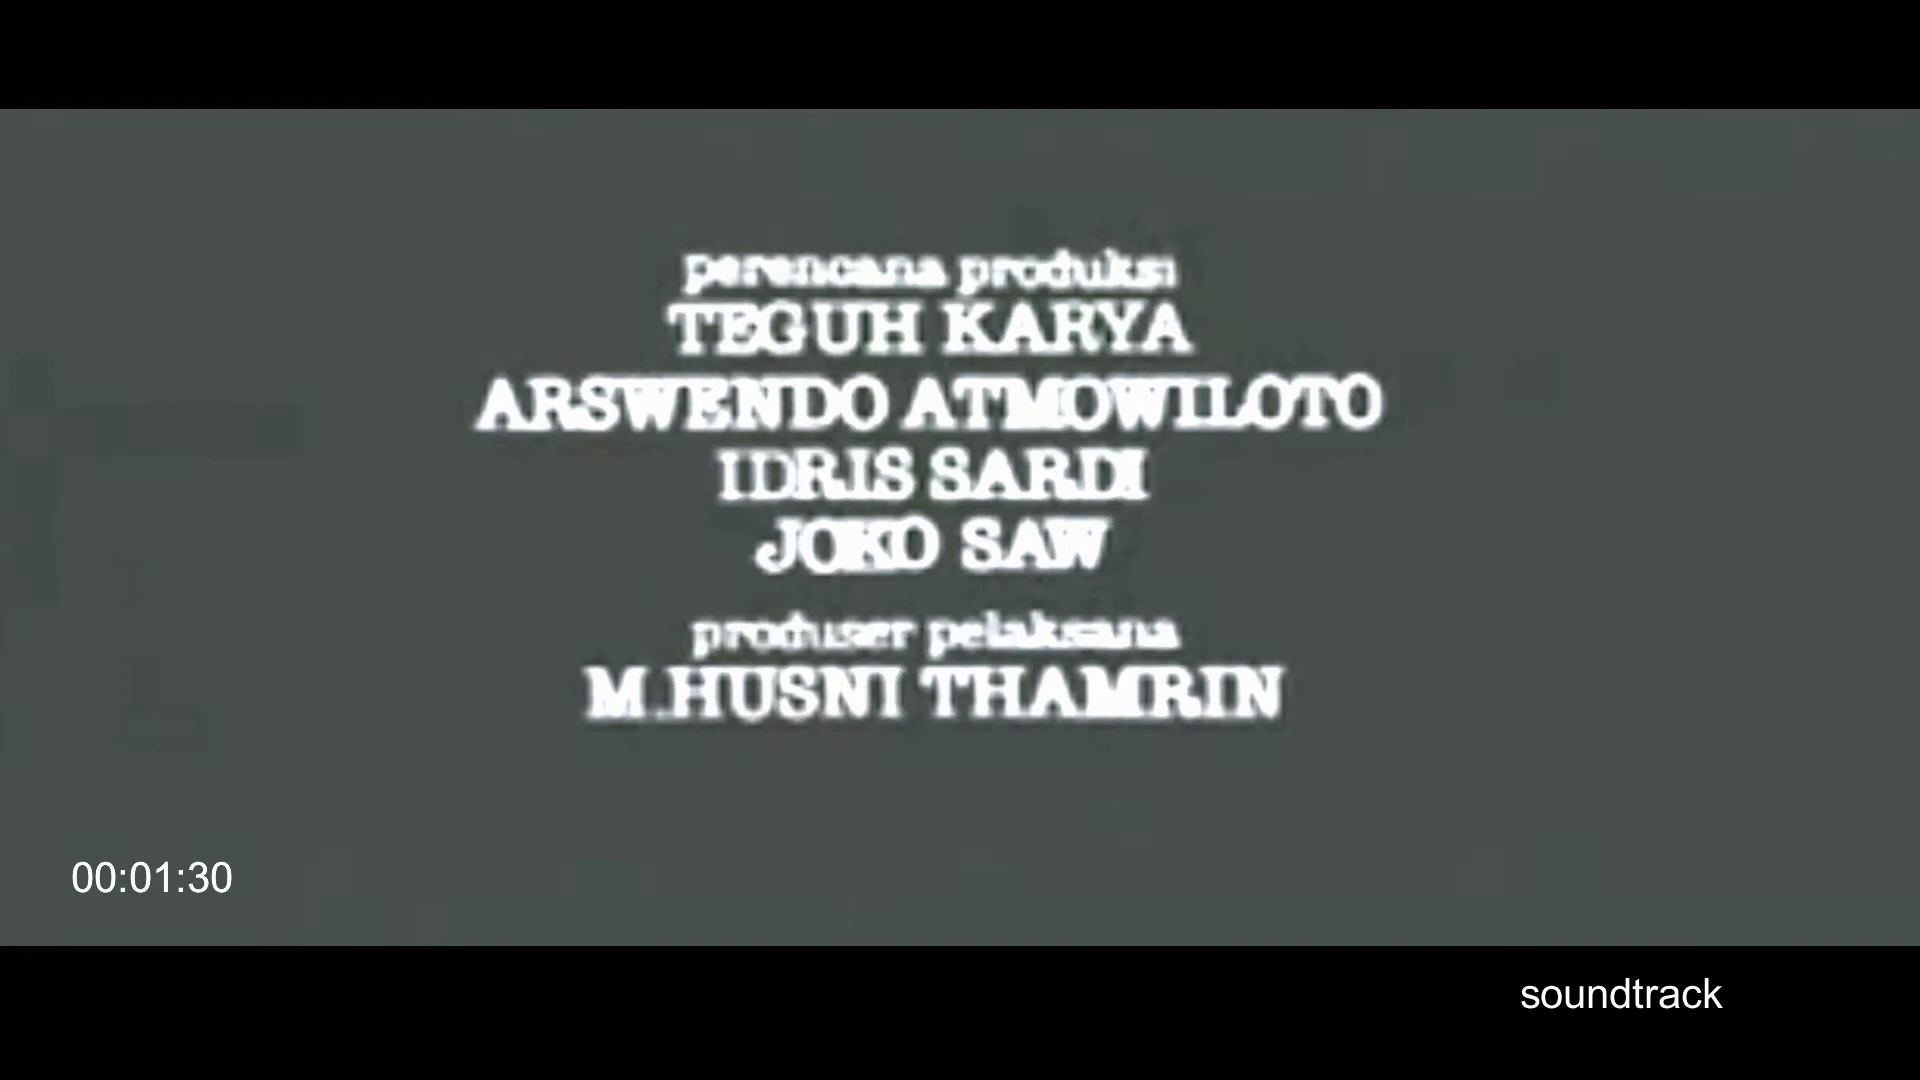 perencana produksi
TEGUH KARYA
ARSWENDO ATMOWILOTO
IDRIS SARDI
JOKO SAW
produser pelaksana
M.HUSNI THAMRIN
00:01:30
soundtrack